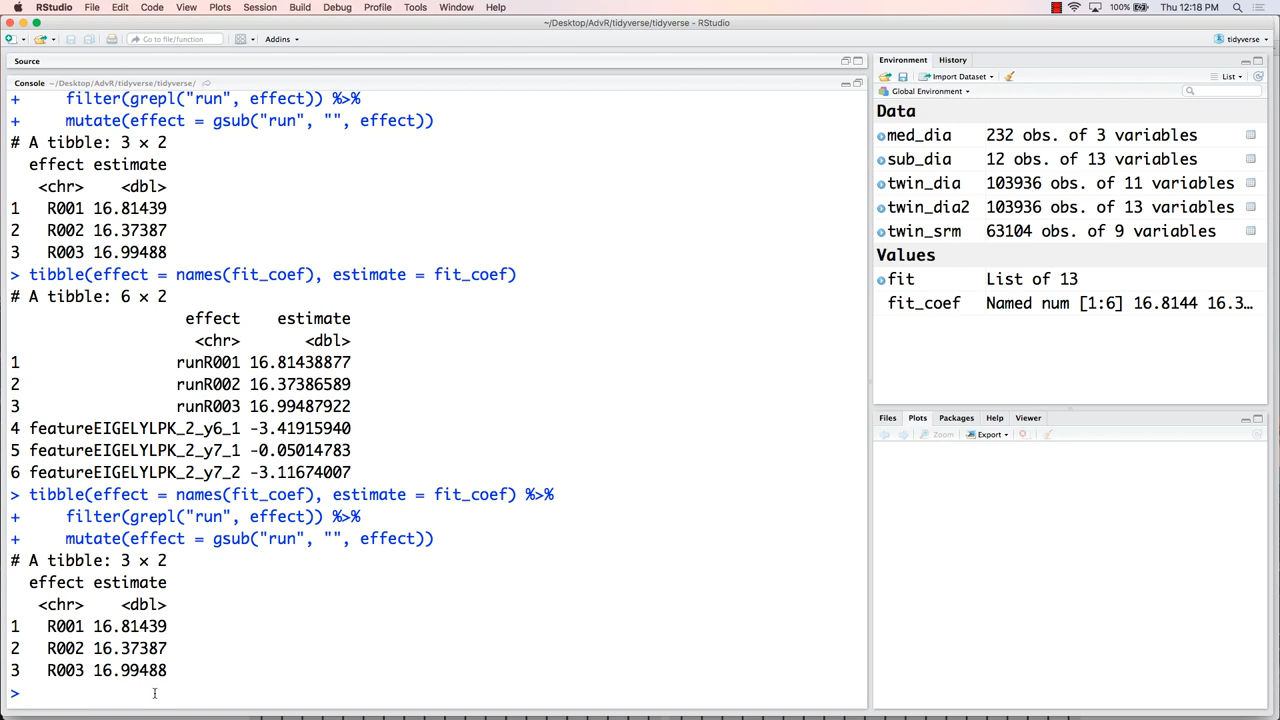 RStudio File Edit Code View Plots Session Build Debug Profile Tools Window Help 100% Thu 12:18 PM
~/Desktop/AdvR/tidyverse/tidyverse - RStudio
Go to file/function Addins tidyverse
Source
Console ~/Desktop/AdvR/tidyverse/tidyverse/
+     filter(grepl("run", effect)) %>%
+     mutate(effect = gsub("run", "", effect))
# A tibble: 3 × 2
  effect estimate
   <chr>    <dbl>
1   R001 16.81439
2   R002 16.37387
3   R003 16.99488
> tibble(effect = names(fit_coef), estimate = fit_coef)
# A tibble: 6 × 2
                   effect    estimate
                    <chr>       <dbl>
1                 runR001 16.81438877
2                 runR002 16.37386589
3                 runR003 16.99487922
4 featureEIGELYLPK_2_y6_1 -3.41915940
5 featureEIGELYLPK_2_y7_1 -0.05014783
6 featureEIGELYLPK_2_y7_2 -3.11674007
> tibble(effect = names(fit_coef), estimate = fit_coef) %>%
+     filter(grepl("run", effect)) %>%
+     mutate(effect = gsub("run", "", effect))
# A tibble: 3 × 2
  effect estimate
   <chr>    <dbl>
1   R001 16.81439
2   R002 16.37387
3   R003 16.99488
>
Environment History
Import Dataset List
Global Environment
Data
med_dia 232 obs. of 3 variables
sub_dia 12 obs. of 13 variables
twin_dia 103936 obs. of 11 variables
twin_dia2 103936 obs. of 13 variables
twin_srm 63104 obs. of 9 variables
Values
fit List of 13
fit_coef Named num [1:6] 16.8144 16.3…
Files Plots Packages Help Viewer
Zoom Export